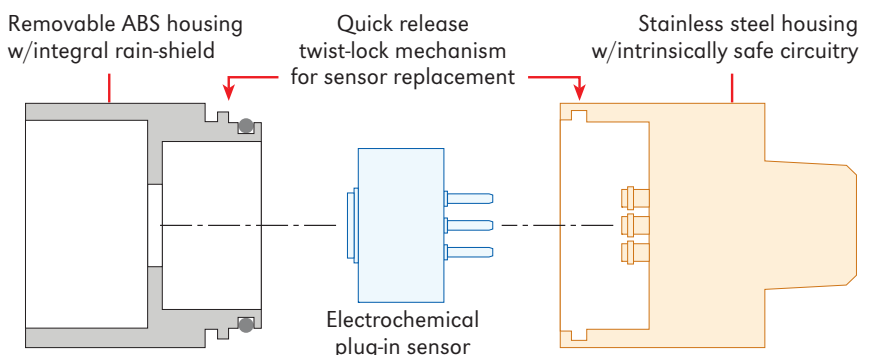 Removable ABS housing
w/integral rain-shield
Quick release
twist-lock mechanism
for sensor replacement
Stainless steel housing
w/intrinsically safe circuitry
Electrochemical
plug-in sensor